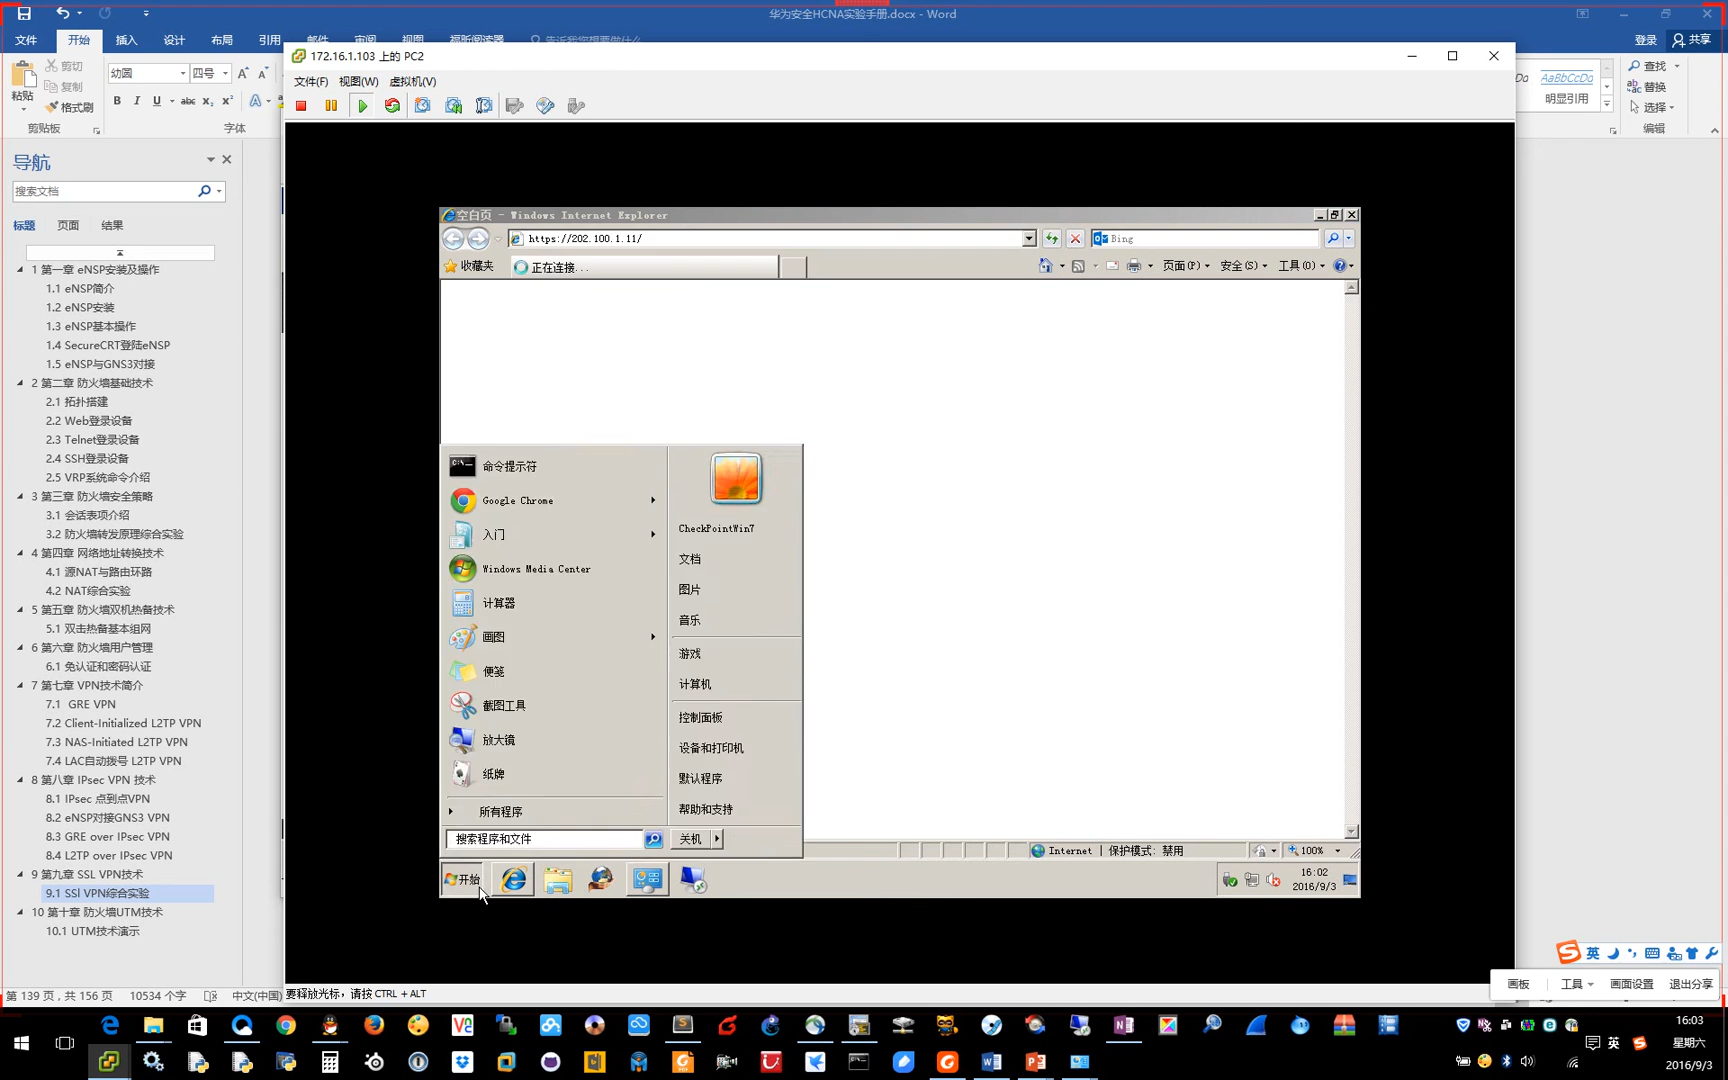 华为安全HCNA实验手册.docx - Word
文件 开始 插入 设计 布局 引用 邮件 审阅 视图 福昕阅读器 告诉我您想要做什么...
登录 共享
剪切
复制
粘贴 格式刷
剪贴板
幼圆 四号
B I U abc x₂ x² A
字体
AaBbCcDc
明显引用
查找
替换
选择
编辑
172.16.1.103 上的 PC2
文件(F) 视图(W) 虚拟机(V)
导航
搜索文档
标题 页面 结果
1 第一章 eNSP安装及操作
1.1 eNSP简介
1.2 eNSP安装
1.3 eNSP基本操作
1.4 SecureCRT登陆eNSP
1.5 eNSP与GNS3对接
2 第二章 防火墙基础技术
2.1 拓扑搭建
2.2 Web登录设备
2.3 Telnet登录设备
2.4 SSH登录设备
2.5 VRP系统命令介绍
3 第三章 防火墙安全策略
3.1 会话表项介绍
3.2 防火墙转发原理综合实验
4 第四章 网络地址转换技术
4.1 源NAT与路由环路
4.2 NAT综合实验
5 第五章 防火墙双机热备技术
5.1 双击热备基本组网
6 第六章 防火墙用户管理
6.1 免认证和密码认证
7 第七章 VPN技术简介
7.1 GRE VPN
7.2 Client-Initialized L2TP VPN
7.3 NAS-Initiated L2TP VPN
7.4 LAC自动拨号 L2TP VPN
8 第八章 IPsec VPN 技术
8.1 IPsec 点到点VPN
8.2 eNSP对接GNS3 VPN
8.3 GRE over IPsec VPN
8.4 L2TP over IPsec VPN
9 第九章 SSL VPN技术
9.1 SSl VPN综合实验
10 第十章 防火墙UTM技术
10.1 UTM技术演示
空白页 - Windows Internet Explorer
https://202.100.1.11/
Bing
收藏夹 正在连接...
页面(P) 安全(S) 工具(O)
命令提示符
Google Chrome
入门
Windows Media Center
计算器
画图
便笺
截图工具
放大镜
纸牌
所有程序
搜索程序和文件
CheckPointWin7
文档
图片
音乐
游戏
计算机
控制面板
设备和打印机
默认程序
帮助和支持
关机
Internet | 保护模式: 禁用
100%
开始
16:02
2016/9/3
英
画板 工具 画面设置 退出分享
第 139 页，共 156 页 10534 个字 中文(中国)
要释放光标，请按 CTRL + ALT
16:03
英 星期六
2016/9/3